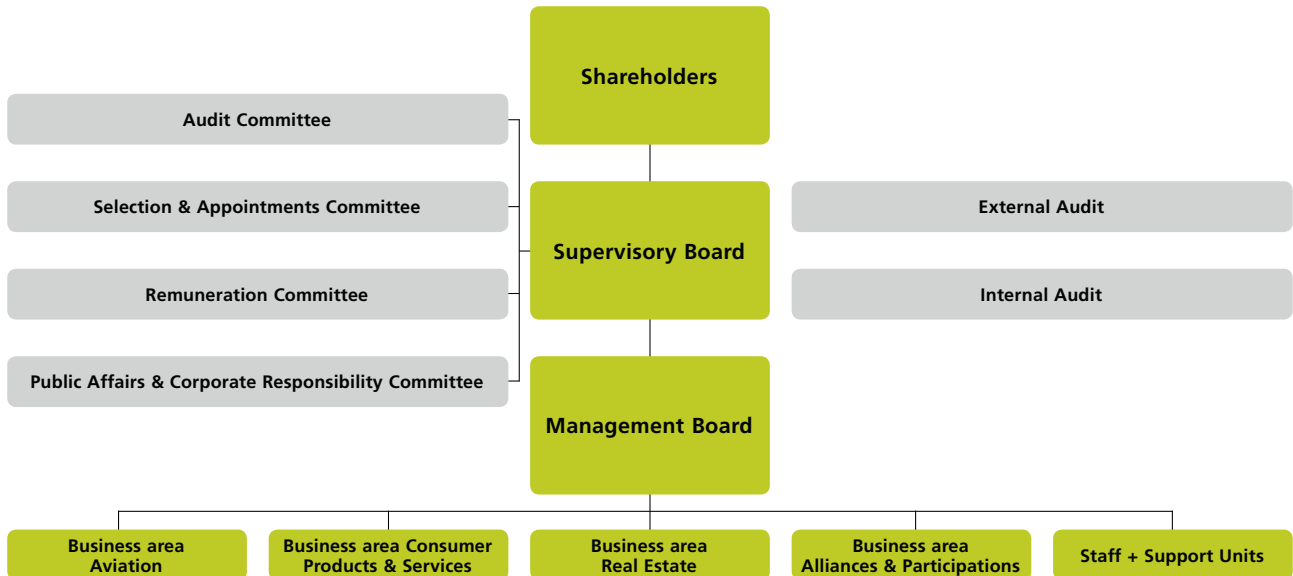 Shareholders
Audit Committee
Selection & Appointments Committee
External Audit
Supervisory Board
Remuneration Committee
Internal Audit
Public Affairs & Corporate Responsibility Committee
Management Board
Business area
Aviation
Business area Consumer
Products & Services
Business area
Real Estate
Business area
Alliances & Participations
Staff + Support Units